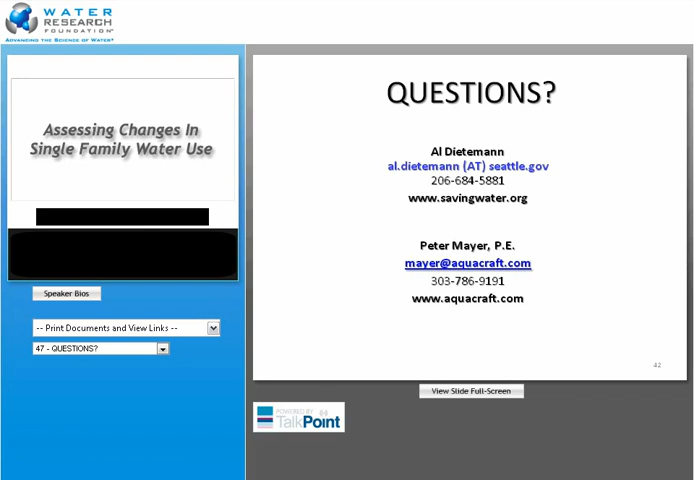 WATER
RESEARCH
FOUNDATION
ADVANCING THE SCIENCE OF WATER®
Assessing Changes In
Single Family Water Use
Speaker Bios
-- Print Documents and View Links --
47 - QUESTIONS?
QUESTIONS?
Al Dietemann
al.dietemann (AT) seattle.gov
206-684-5881
www.savingwater.org
Peter Mayer, P.E.
mayer@aquacraft.com
303-786-9191
www.aquacraft.com
42
View Slide Full-Screen
POWERED BY
TalkPoint